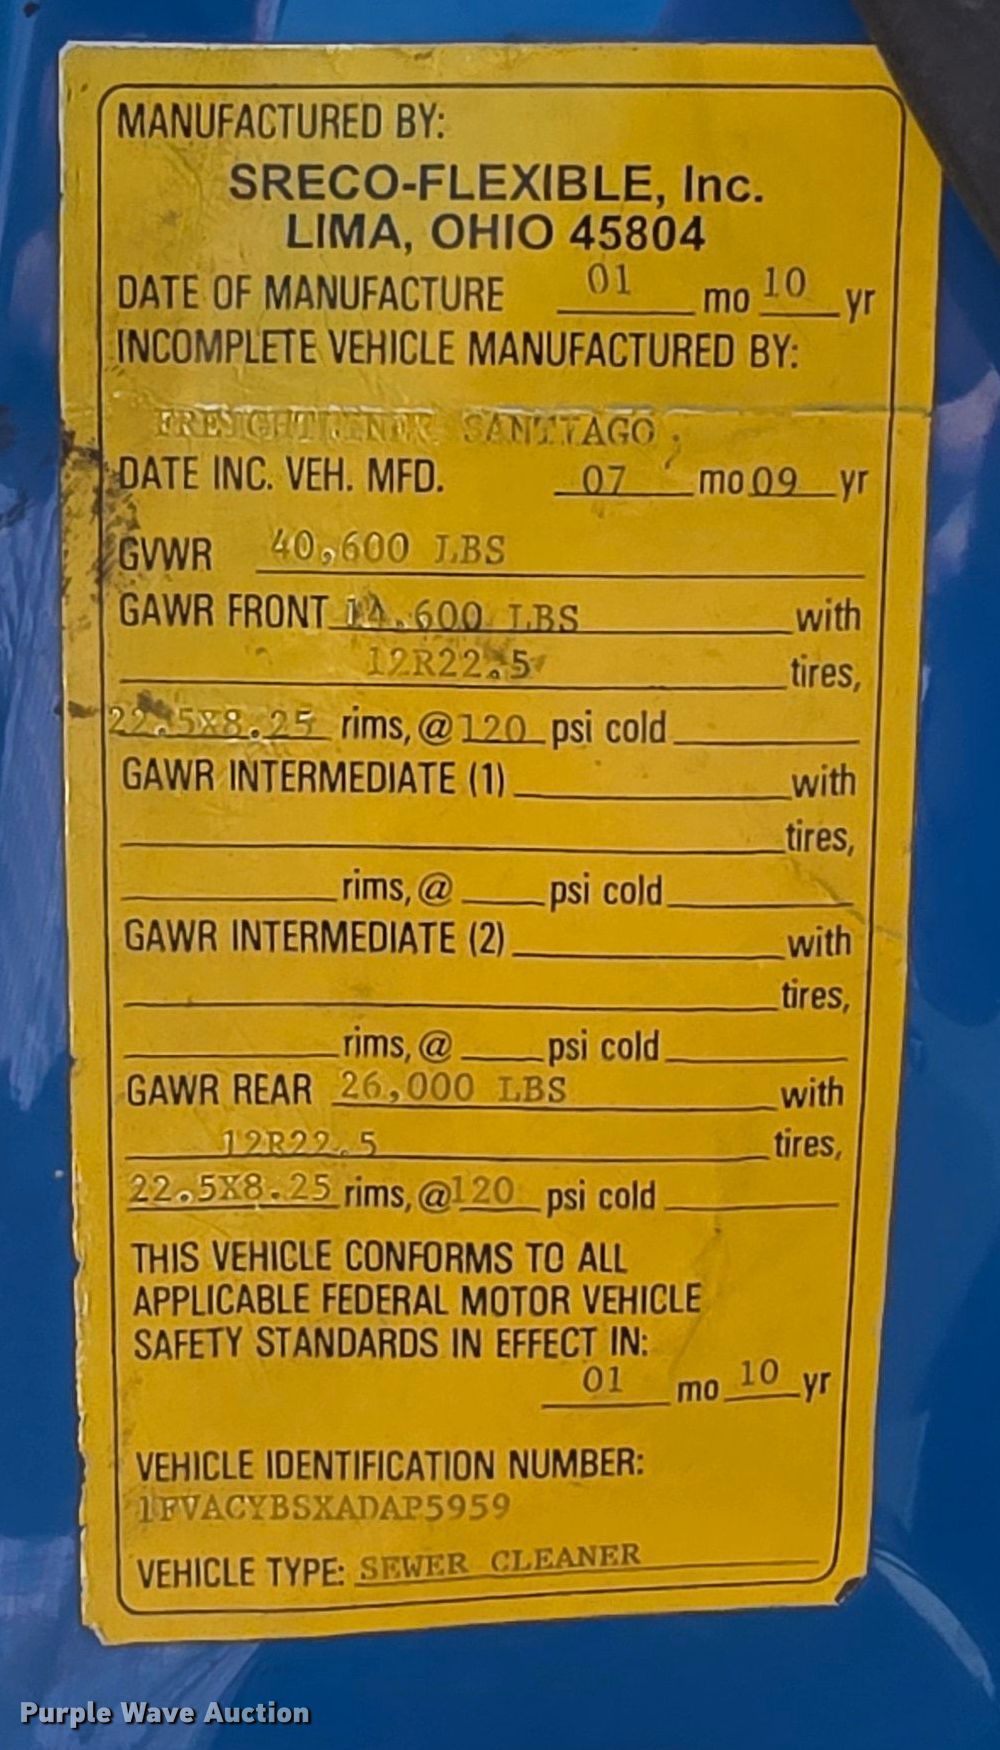 MANUFACTURED BY:
SRECO-FLEXIBLE, Inc.
LIMA, OHIO 45804
DATE OF MANUFACTURE 01 mo 10 yr
INCOMPLETE VEHICLE MANUFACTURED BY:
FREIGHTLINER SANTIAGO,
DATE INC. VEH. MFD. 07 mo 09 yr
GVWR 40,600 LBS
GAWR FRONT 14,600 LBS with
12R22.5 tires,
22.5X8.25 rims, @ 120 psi cold
GAWR INTERMEDIATE (1) with
tires,
rims, @ psi cold
GAWR INTERMEDIATE (2) with
tires,
rims, @ psi cold
GAWR REAR 26,000 LBS with
12R22.5 tires,
22.5X8.25 rims, @ 120 psi cold
THIS VEHICLE CONFORMS TO ALL
APPLICABLE FEDERAL MOTOR VEHICLE
SAFETY STANDARDS IN EFFECT IN:
01 mo 10 yr
VEHICLE IDENTIFICATION NUMBER:
1FVACYBSXADAP5959
VEHICLE TYPE: SEWER CLEANER
Purple Wave Auction